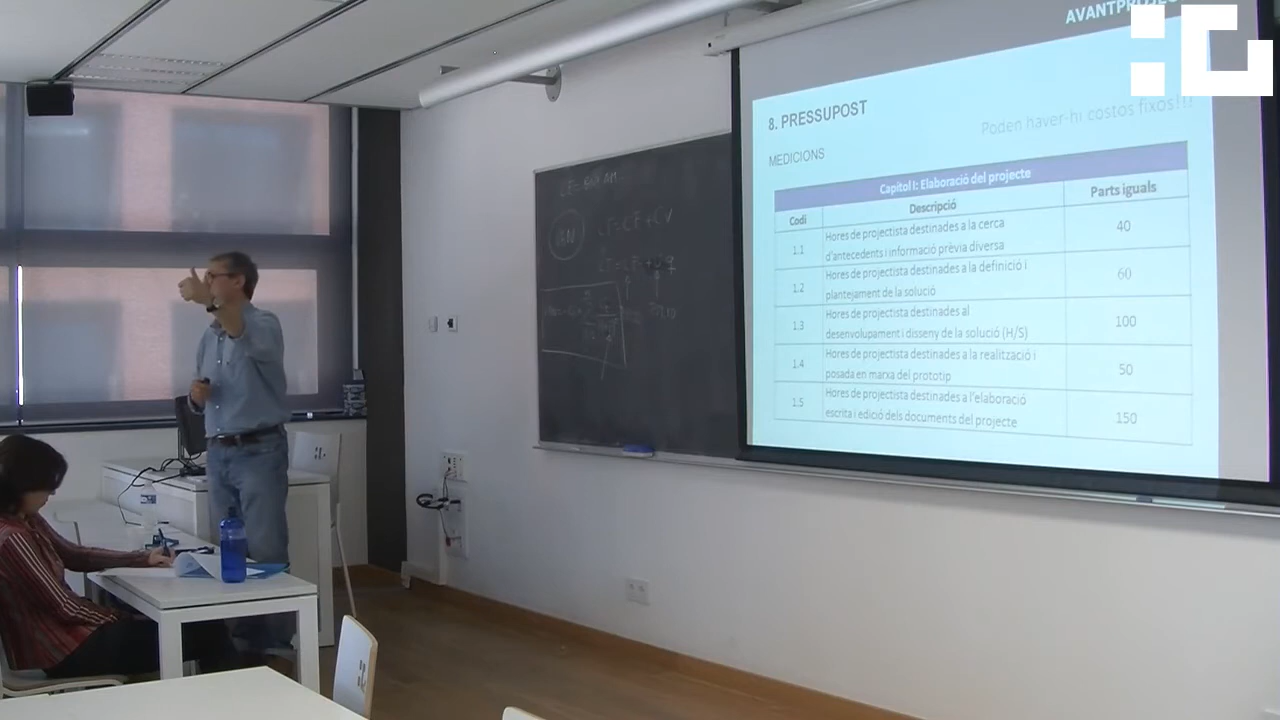 AVANTPROJEC
8. PRESSUPOST
Poden haver-hi costos fixos!!!
MEDICIONS
Capítol I: Elaboració del projecte
Codi Descripció Parts iguals
1.1 Hores de projectista destinades a la cerca d'antecedents i informació prèvia diversa 40
1.2 Hores de projectista destinades a la definició i plantejament de la solució 60
1.3 Hores de projectista destinades al desenvolupament i disseny de la solució (H/S) 100
1.4 Hores de projectista destinades a la realització i posada en marxa del prototip 50
1.5 Hores de projectista destinades a l'elaboració escrita i edició dels documents del projecte 150
CF + CV